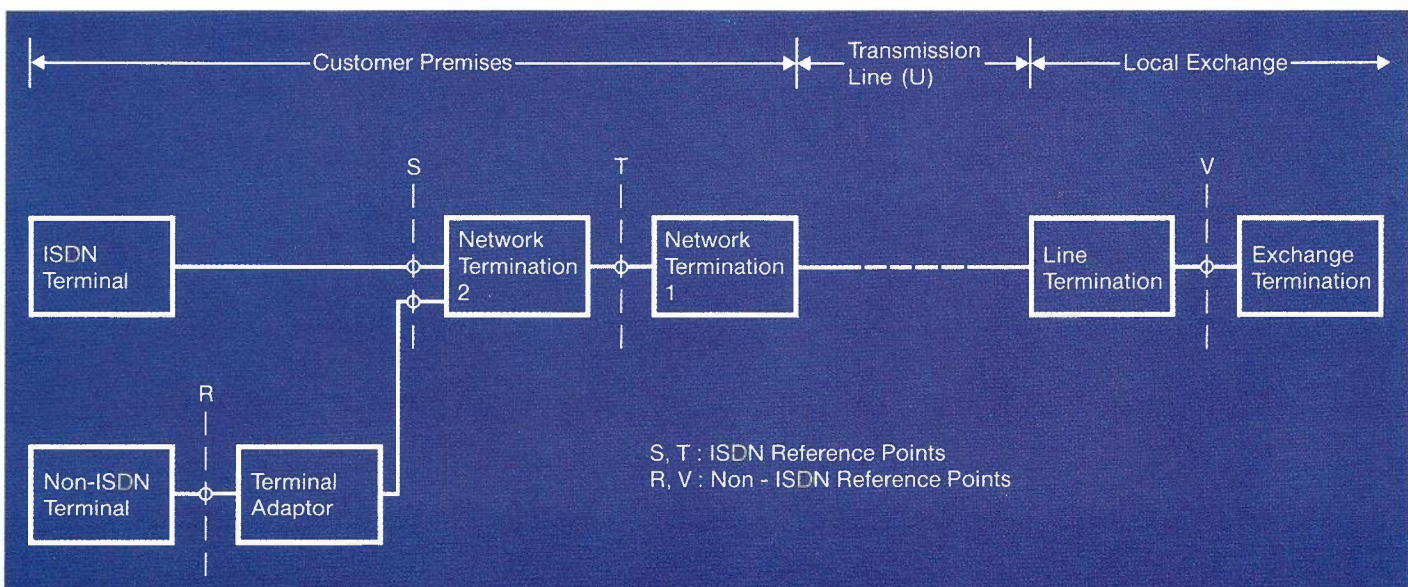 Customer Premises
Transmission
Line (U)
Local Exchange
S
T
V
ISDN
Terminal
Network
Termination
2
Network
Termination
1
Line
Termination
Exchange
Termination
R
Non-ISDN
Terminal
Terminal
Adaptor
S, T : ISDN Reference Points
R, V : Non - ISDN Reference Points